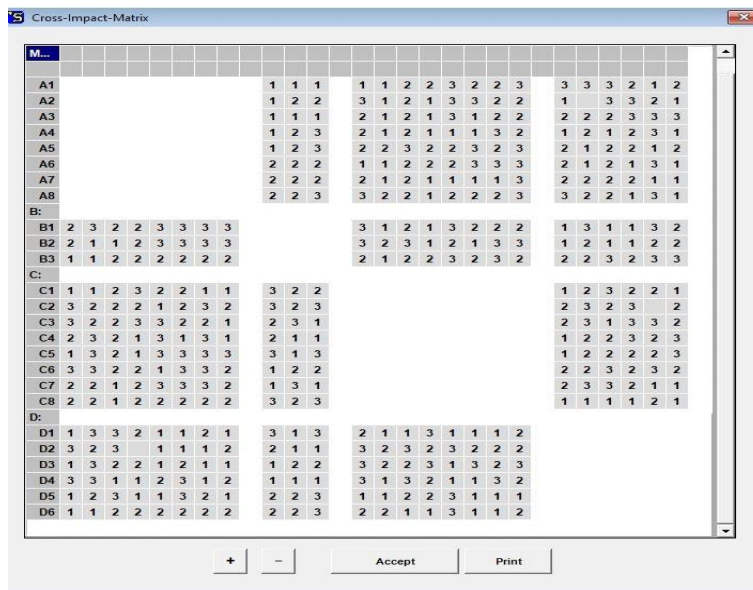 Cross-Impact-Matrix
M...
A1 1 1 1 1 1 2 2 3 2 2 3 3 3 3 2 1 2
A2 1 2 2 3 1 2 1 3 3 2 2 1 3 3 2 1
A3 1 1 1 2 1 2 1 3 1 2 2 2 2 2 3 3 3
A4 1 2 3 2 1 2 1 1 1 3 2 1 2 1 2 3 1
A5 1 2 2 2 2 3 2 2 3 2 3 2 1 2 2 1 2
A6 2 2 2 1 1 2 2 2 3 3 3 2 1 2 1 3 1
A7 2 2 2 2 1 2 1 1 1 1 3 2 2 2 2 1 1
A8 2 2 3 3 2 2 1 2 2 2 3 3 2 2 1 3 1
B:
B1 2 3 2 2 3 3 3 3 3 1 2 1 3 2 2 2 1 3 1 1 3 2
B2 2 1 1 2 3 3 3 3 3 2 3 1 2 1 3 3 1 2 1 1 2 2
B3 1 1 2 2 2 2 2 2 2 1 2 2 3 2 3 2 2 2 3 2 3 3
C:
C1 1 1 2 3 2 2 1 1 3 2 2 1 2 3 2 2 1
C2 3 2 2 2 1 2 3 2 3 2 3 2 3 2 3 2
C3 3 2 2 3 3 2 2 1 2 3 1 2 3 1 3 3 2
C4 2 3 2 1 3 1 3 1 2 1 1 1 2 2 3 2 3
C5 1 3 2 1 3 3 3 3 3 1 3 1 2 2 2 2 3
C6 3 3 2 2 1 3 3 2 1 2 2 2 2 3 2 3 2
C7 2 2 1 2 3 3 3 2 1 3 1 2 3 3 2 1 1
C8 2 2 1 2 2 2 2 2 3 2 3 1 1 1 1 2 1
D:
D1 1 3 3 2 1 1 2 1 3 1 3 2 1 1 3 1 1 1 2
D2 3 2 3 1 1 1 2 2 1 1 3 2 3 2 3 2 2 2
D3 1 3 2 2 1 2 1 1 1 2 2 3 2 2 3 1 3 2 3
D4 3 3 1 1 2 3 1 2 1 1 1 3 1 3 2 1 1 3 2
D5 1 2 3 1 1 3 2 1 2 2 3 1 1 2 2 3 1 1 1
D6 1 1 2 2 2 2 2 2 2 2 3 2 2 1 1 3 1 1 2
+ − Accept Print